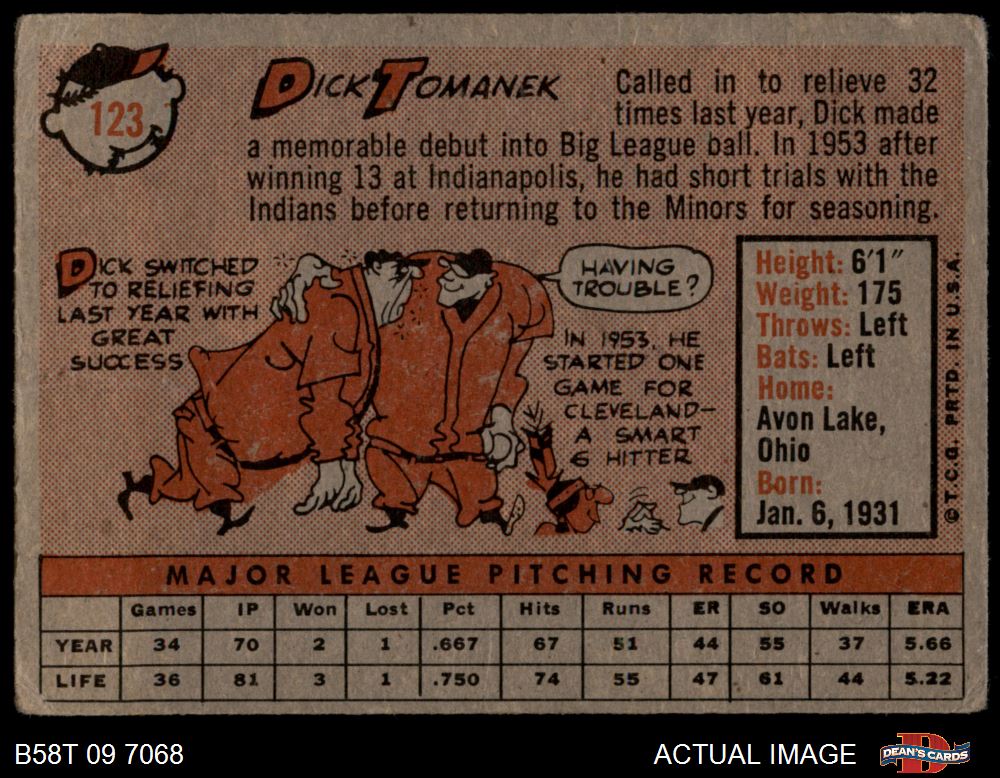 123
DICK TOMANEK
Called in to relieve 32
times last year, Dick made
a memorable debut into Big League ball. In 1953 after
winning 13 at Indianapolis, he had short trials with the
Indians before returning to the Minors for seasoning.
DICK SWITCHED
TO RELIEFING
LAST YEAR WITH
GREAT
SUCCESS
HAVING
TROUBLE?
IN 1953, HE
STARTED ONE
GAME FOR
CLEVELAND—
A SMART
6 HITTER
Height: 6'1"
Weight: 175
Throws: Left
Bats: Left
Home:
Avon Lake,
Ohio
Born:
Jan. 6, 1931
© T.C.G. PRTD. IN U.S.A.
MAJOR LEAGUE PITCHING RECORD
Games IP Won Lost Pct Hits Runs ER SO Walks ERA
YEAR 34 70 2 1 .667 67 51 44 55 37 5.66
LIFE 36 81 3 1 .750 74 55 47 61 44 5.22
B58T 09 7068
ACTUAL IMAGE
DEAN'S CARDS